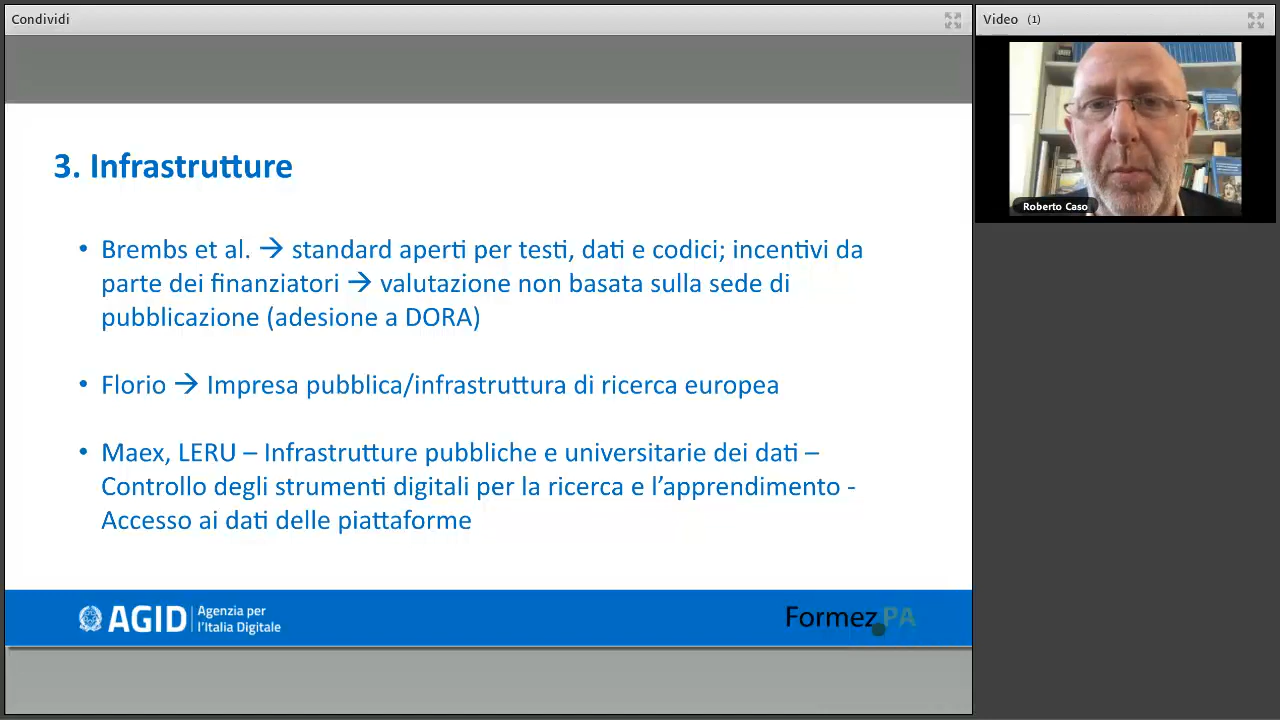 Condividi
Video (1)
Roberto Caso
3. Infrastrutture
• Brembs et al. → standard aperti per testi, dati e codici; incentivi da
parte dei finanziatori → valutazione non basata sulla sede di
pubblicazione (adesione a DORA)
• Florio → Impresa pubblica/infrastruttura di ricerca europea
• Maex, LERU – Infrastrutture pubbliche e universitarie dei dati –
Controllo degli strumenti digitali per la ricerca e l’apprendimento -
Accesso ai dati delle piattaforme
AGID
Agenzia per
l’Italia Digitale
Formez PA